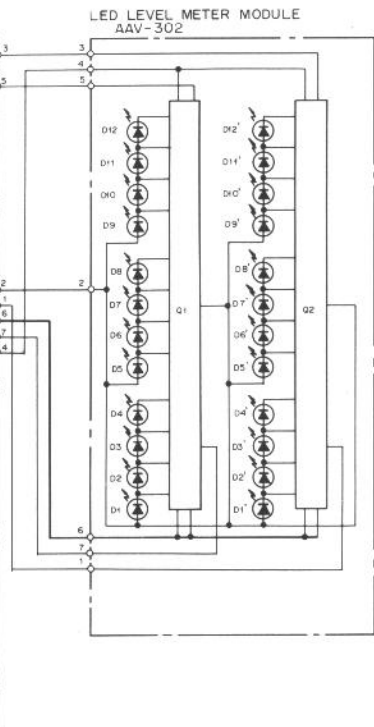 LED LEVEL METER MODULE
AAV-302
3 3
4
5 5
D12 D12'
D11 D11'
D10 D10'
D9 D9'
D8 D8'
2 2
D7 D7'
1
Q1 Q2
6
D6 D6'
7
4
D5 D5'
D4 D4'
D3 D3'
D2 D2'
D1 D1'
6
7
1